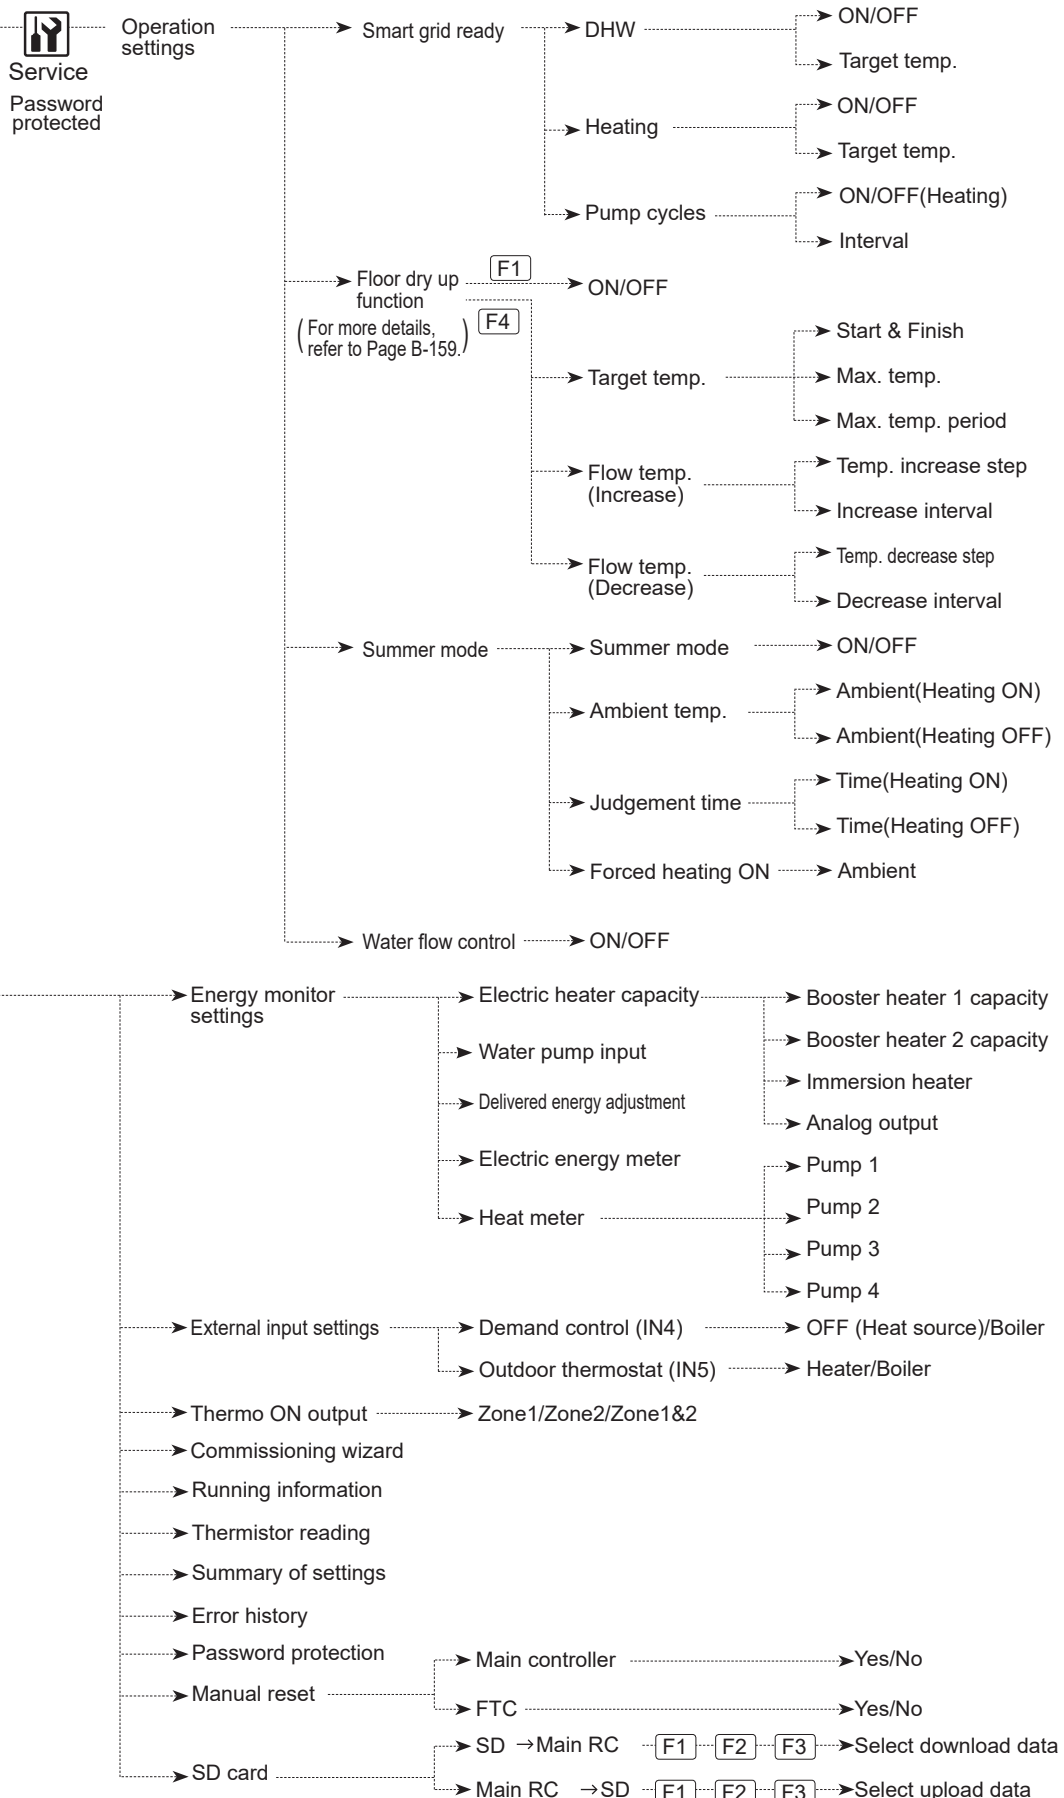 Service
Password
protected
Operation
settings
Smart grid ready
DHW
ON/OFF
Target temp.
Heating
ON/OFF
Target temp.
Pump cycles
ON/OFF(Heating)
Interval
Floor dry up
function
(For more details,
refer to Page B-159.)
F1
ON/OFF
F4
Target temp.
Start & Finish
Max. temp.
Max. temp. period
Flow temp.
(Increase)
Temp. increase step
Increase interval
Flow temp.
(Decrease)
Temp. decrease step
Decrease interval
Summer mode
Summer mode
ON/OFF
Ambient temp.
Ambient(Heating ON)
Ambient(Heating OFF)
Judgement time
Time(Heating ON)
Time(Heating OFF)
Forced heating ON
Ambient
Water flow control
ON/OFF
Energy monitor
settings
Electric heater capacity
Booster heater 1 capacity
Booster heater 2 capacity
Immersion heater
Analog output
Water pump input
Delivered energy adjustment
Electric energy meter
Heat meter
Pump 1
Pump 2
Pump 3
Pump 4
External input settings
Demand control (IN4)
OFF (Heat source)/Boiler
Outdoor thermostat (IN5)
Heater/Boiler
Thermo ON output
Zone1/Zone2/Zone1&2
Commissioning wizard
Running information
Thermistor reading
Summary of settings
Error history
Password protection
Manual reset
Main controller
Yes/No
FTC
Yes/No
SD card
SD →Main RC F1 F2 F3 Select download data
Main RC →SD F1 F2 F3 Select upload data